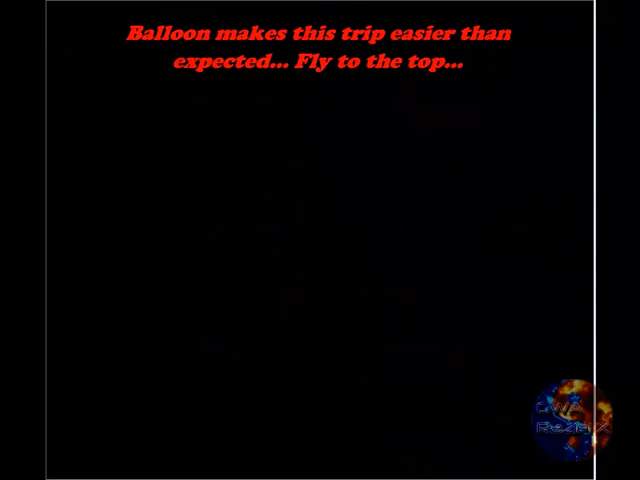 Balloon makes this trip easier than
expected... Fly to the top...